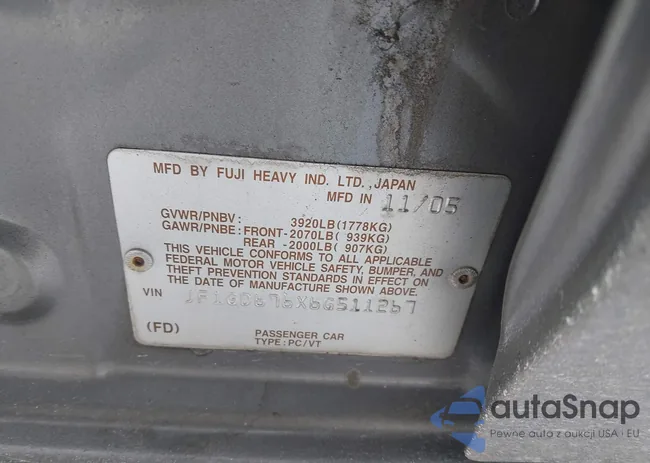 MFD BY FUJI HEAVY IND. LTD.,JAPAN
MFD IN 11/05
GVWR/PNBV: 3920LB(1778KG)
GAWR/PNBE: FRONT-2070LB( 939KG)
REAR -2000LB( 907KG)
THIS VEHICLE CONFORMS TO ALL APPLICABLE
FEDERAL MOTOR VEHICLE SAFETY, BUMPER, AND
THEFT PREVENTION STANDARDS IN EFFECT ON
THE DATE OF MANUFACTURE SHOWN ABOVE.
VIN
(FD)
PASSENGER CAR
TYPE:PC/VT
autaSnap
Pewne auto z aukcji USA i EU